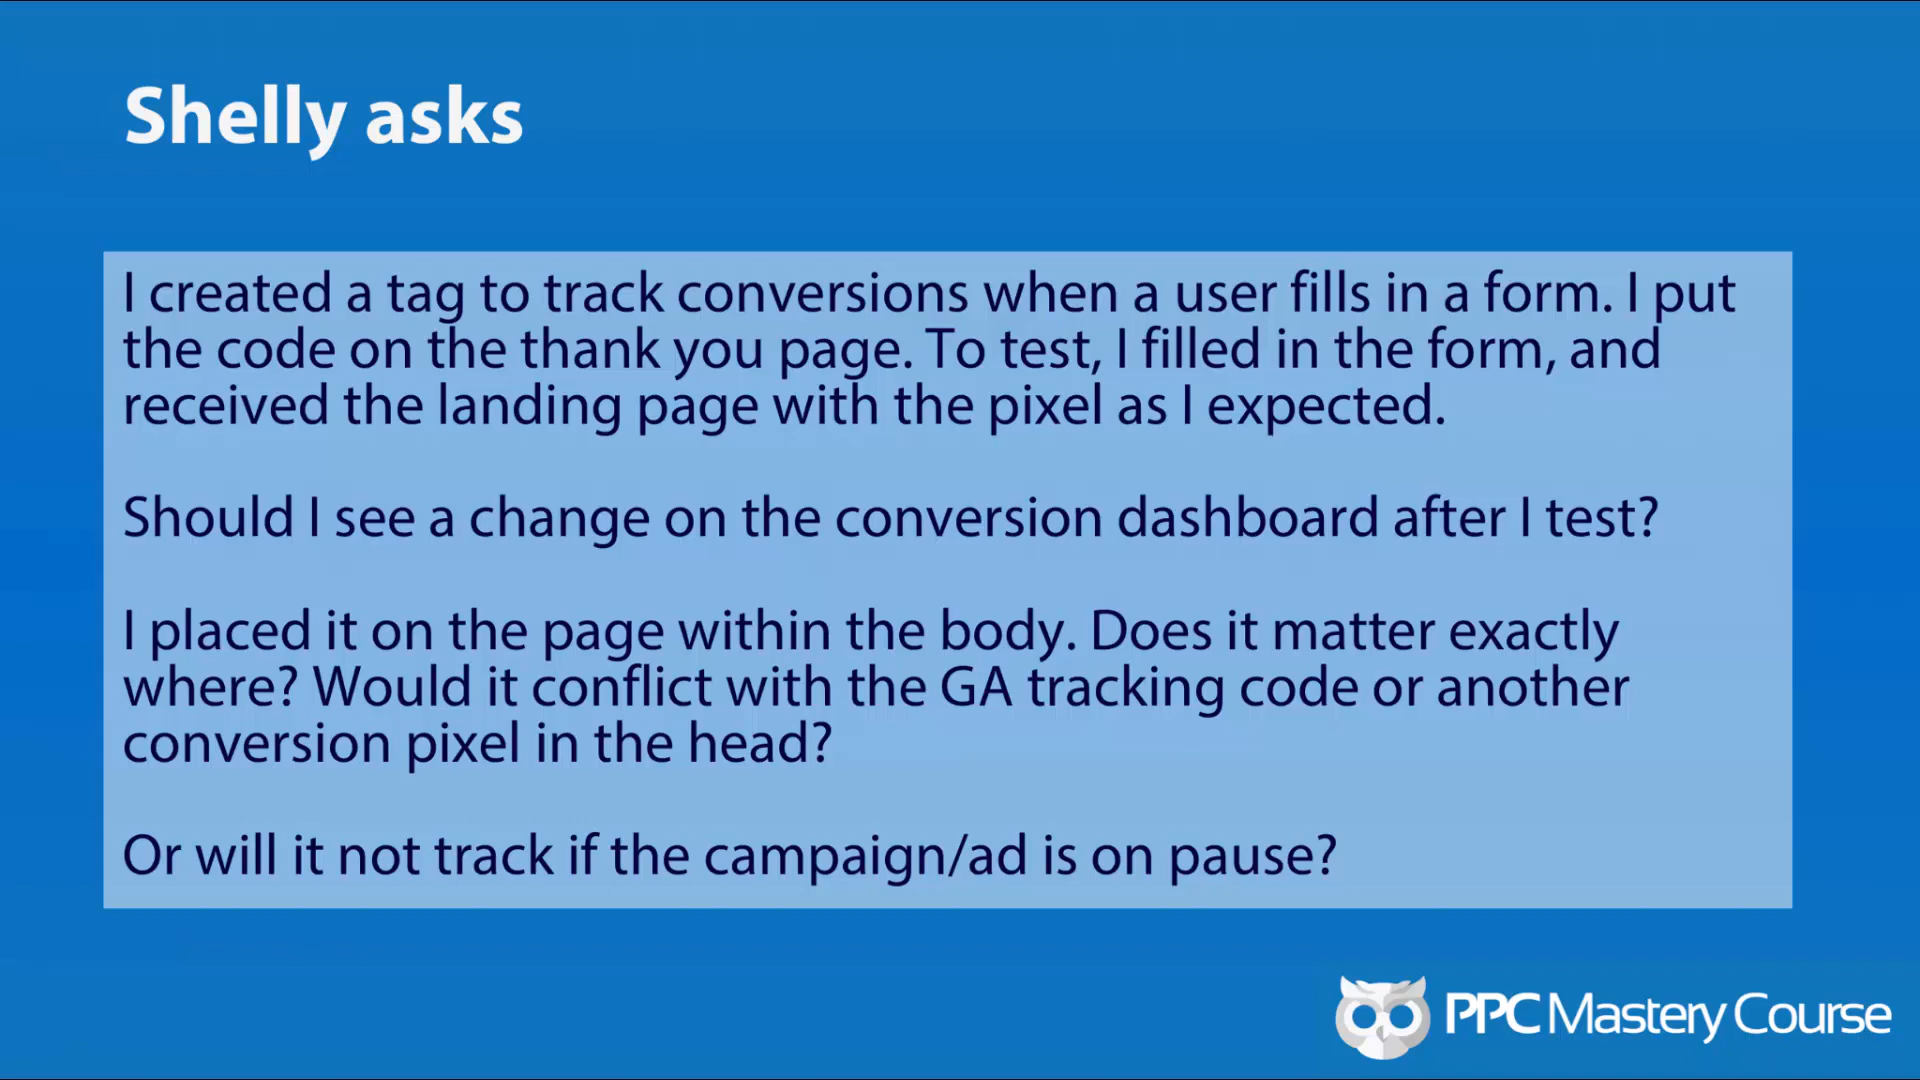 Shelly asks
I created a tag to track conversions when a user fills in a form. I put
the code on the thank you page. To test, I filled in the form, and
received the landing page with the pixel as I expected.
Should I see a change on the conversion dashboard after I test?
I placed it on the page within the body. Does it matter exactly
where? Would it conflict with the GA tracking code or another
conversion pixel in the head?
Or will it not track if the campaign/ad is on pause?
PPC Mastery Course